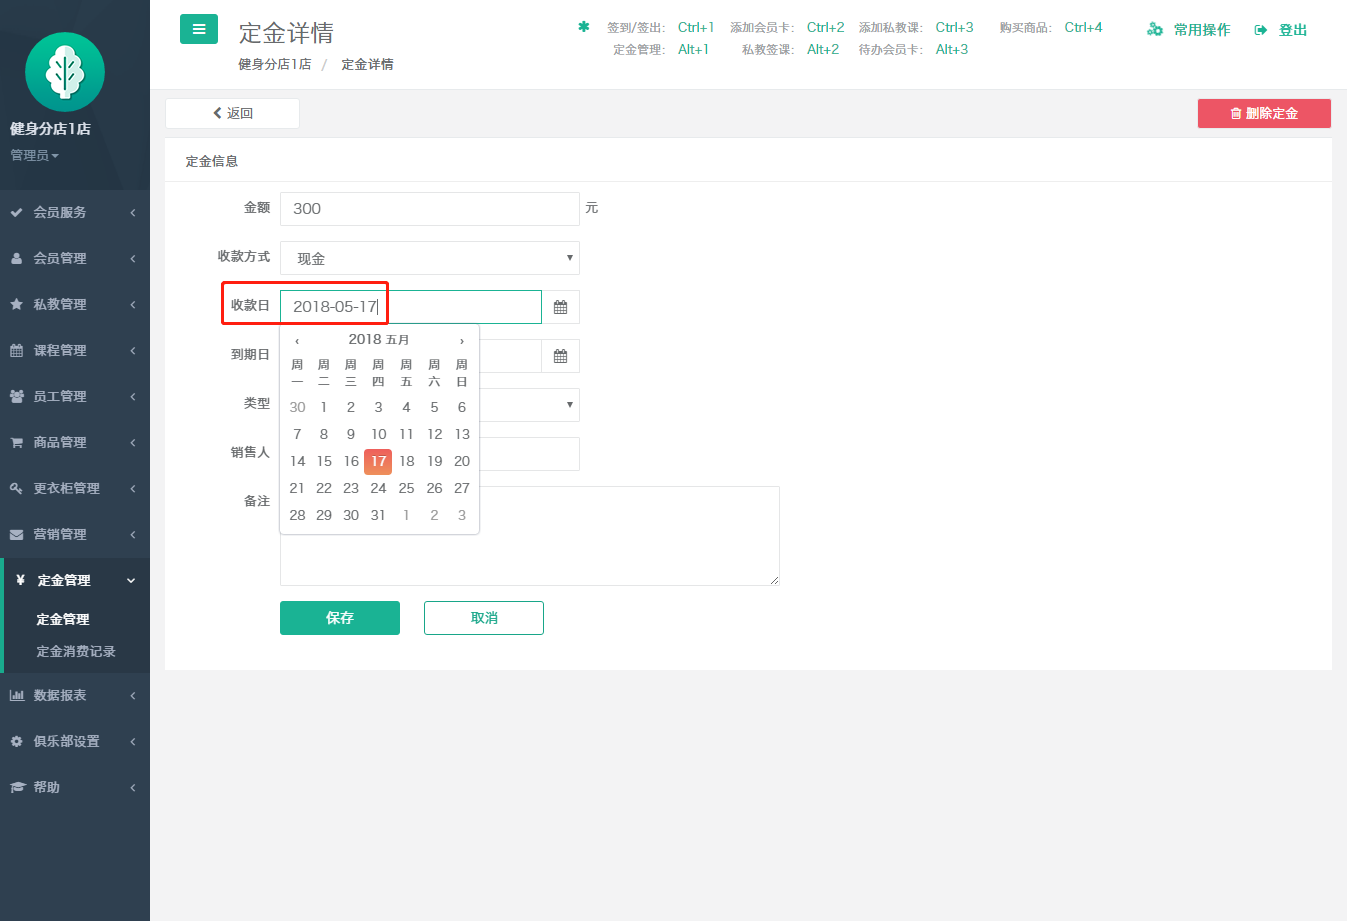 健身分店1店
管理员
会员服务
会员管理
私教管理
课程管理
员工管理
商品管理
更衣柜管理
营销管理
¥ 定金管理
定金管理
定金消费记录
数据报表
俱乐部设置
帮助
定金详情
健身分店1店 / 定金详情
签到/签出: Ctrl+1 添加会员卡: Ctrl+2 添加私教课: Ctrl+3 购买商品: Ctrl+4
定金管理: Alt+1 私教签课: Alt+2 待办会员卡: Alt+3
常用操作 登出
返回
删除定金
定金信息
金额 300 元
收款方式 现金
收款日 2018-05-17
到期日
类型
销售人
备注
‹ 2018 五月 ›
周一 周二 周三 周四 周五 周六 周日
30 1 2 3 4 5 6
7 8 9 10 11 12 13
14 15 16 17 18 19 20
21 22 23 24 25 26 27
28 29 30 31 1 2 3
保存 取消